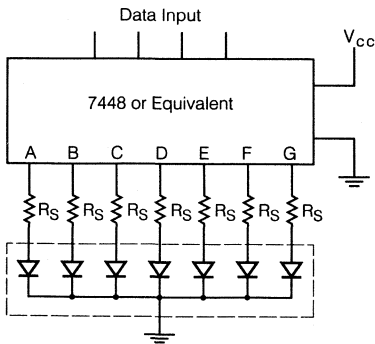 Data Input
Vcc
7448 or Equivalent
A B C D E F G
RS RS RS RS RS RS RS